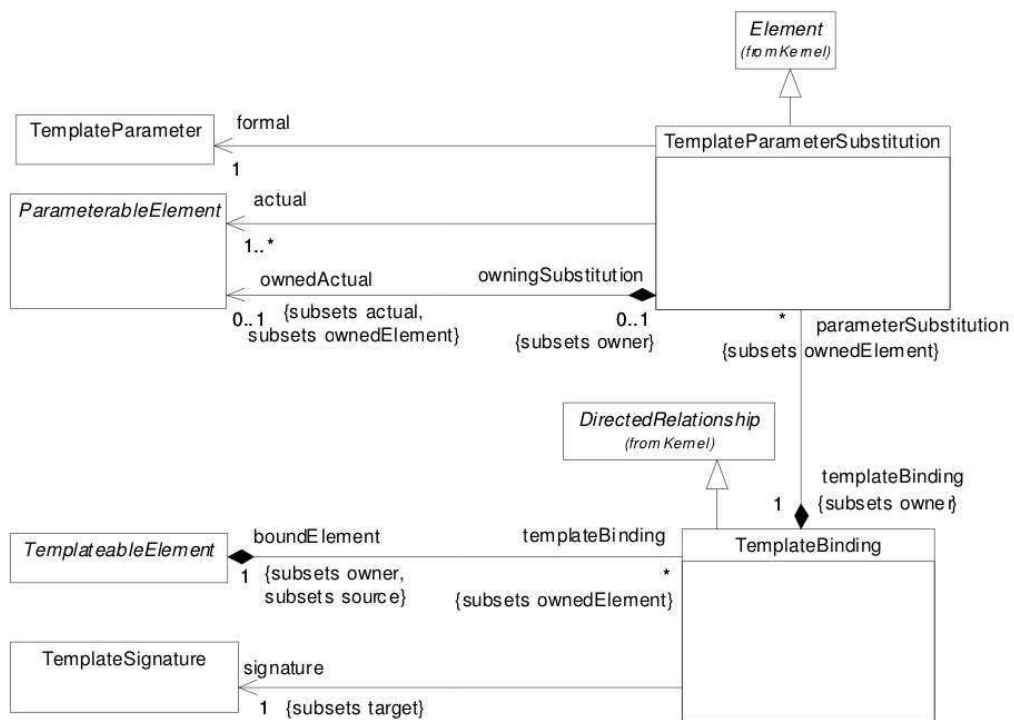 Element
(from Kernel)
TemplateParameter
formal
1
TemplateParameterSubstitution
ParameterableElement
actual
1..*
ownedActual
0..1
{subsets actual,
subsets ownedElement}
owningSubstitution
0..1
{subsets owner}
*
parameterSubstitution
{subsets ownedElement}
DirectedRelationship
(from Kernel)
templateBinding
1
{subsets owner}
TemplateableElement
boundElement
1
{subsets owner,
subsets source}
templateBinding
*
{subsets ownedElement}
TemplateBinding
TemplateSignature
signature
1
{subsets target}